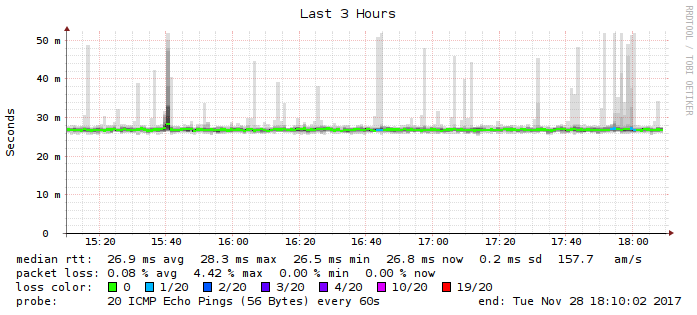 Last 3 Hours
RRDTOOL / TOBI OETIKER
Seconds
50 m
40 m
30 m
20 m
10 m
0
15:20 15:40 16:00 16:20 16:40 17:00 17:20 17:40 18:00
median rtt: 26.9 ms avg 28.3 ms max 26.5 ms min 26.8 ms now 0.2 ms sd 157.7 am/s
packet loss: 0.08 % avg 4.42 % max 0.00 % min 0.00 % now
loss color: 0 1/20 2/20 3/20 4/20 10/20 19/20
probe: 20 ICMP Echo Pings (56 Bytes) every 60s end: Tue Nov 28 18:10:02 2017